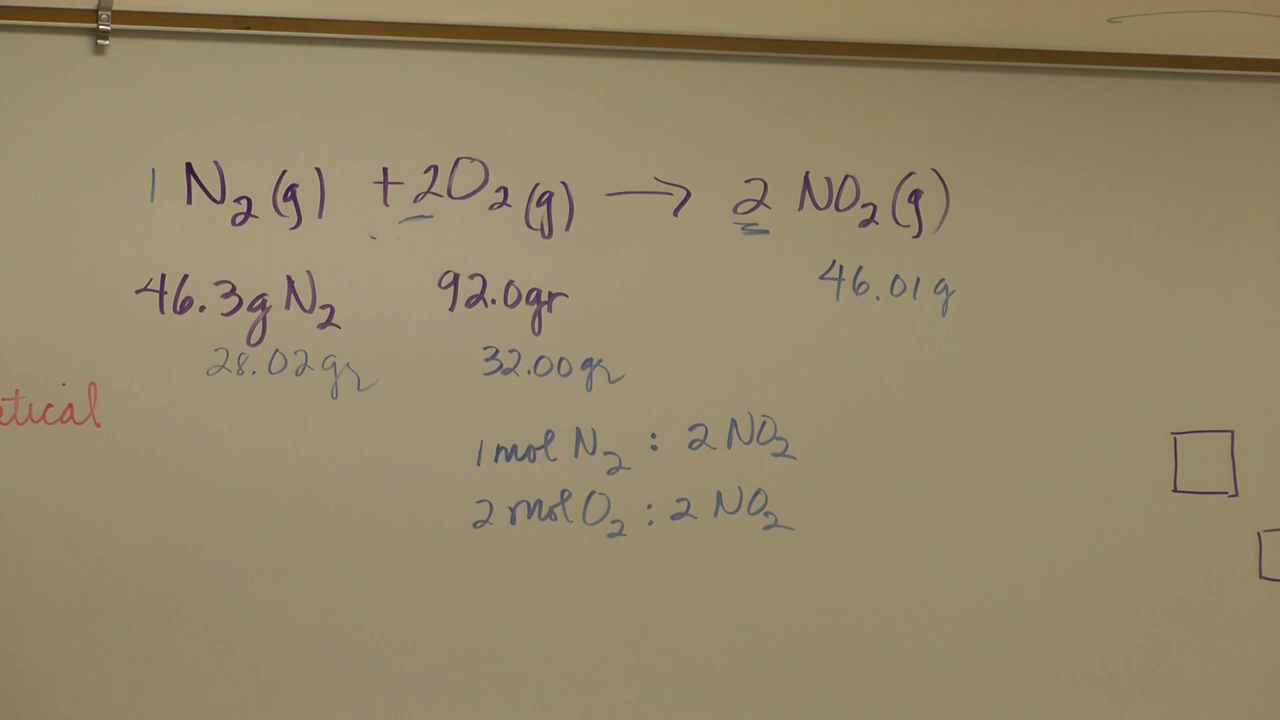 1 N₂(g) + 2O₂(g) → 2 NO₂(g)
46.3g N₂ 92.0gr 46.01g
28.02gr 32.00gr
etical
1 mol N₂ : 2 NO₂
2 mol O₂ : 2 NO₂